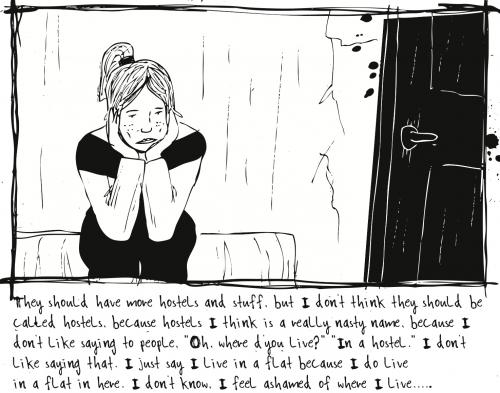 They should have more hostels and stuff, but I don't think they should be
called hostels, because hostels I think is a really nasty name, because I
don't like saying to people, "Oh, where d'you live?" "In a hostel." I don't
like saying that. I just say I live in a flat because I do live
in a flat in here. I don't know. I feel ashamed of where I live.....